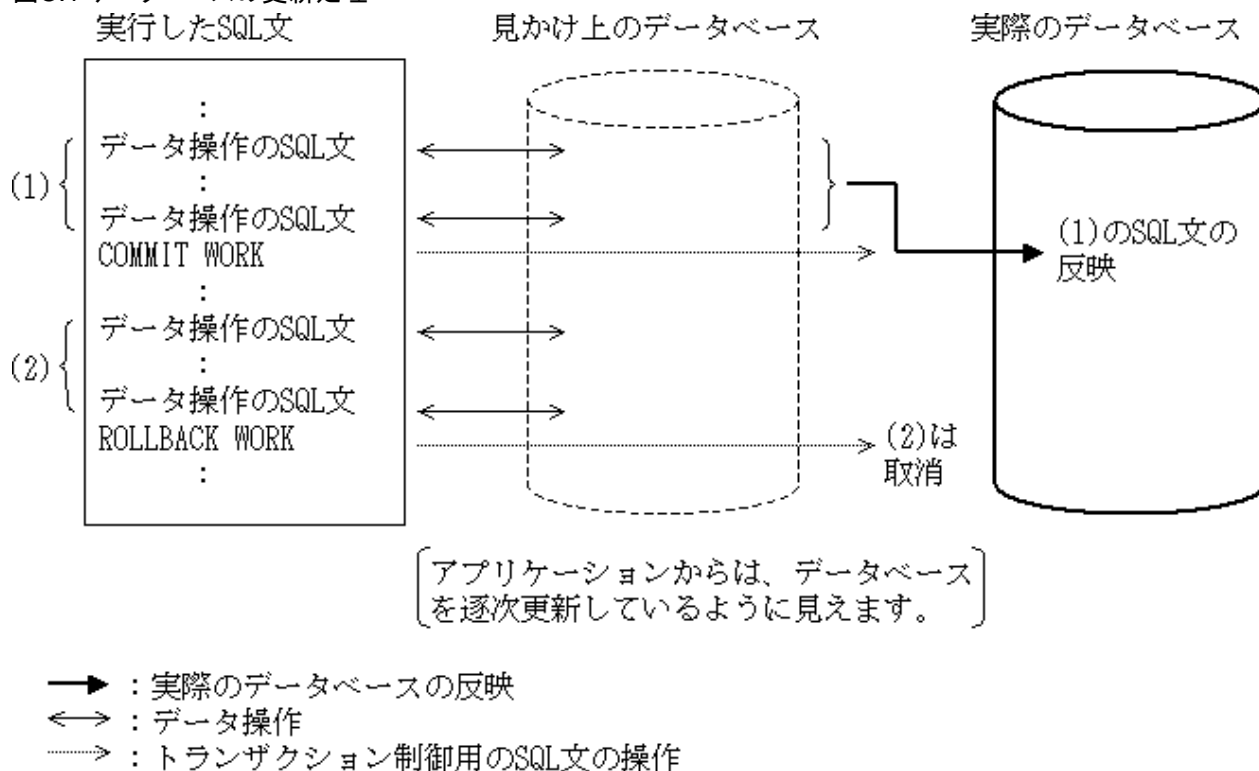 実行したSQL文
見かけ上のデータベース
実際のデータベース
:
データ操作のSQL文
:
(1)
データ操作のSQL文
COMMIT WORK
:
(1)のSQL文の
反映
データ操作のSQL文
:
(2)
データ操作のSQL文
ROLLBACK WORK
:
(2)は
取消
アプリケーションからは、データベース
を逐次更新しているように見えます。
:実際のデータベースの反映
:データ操作
:トランザクション制御用のSQL文の操作